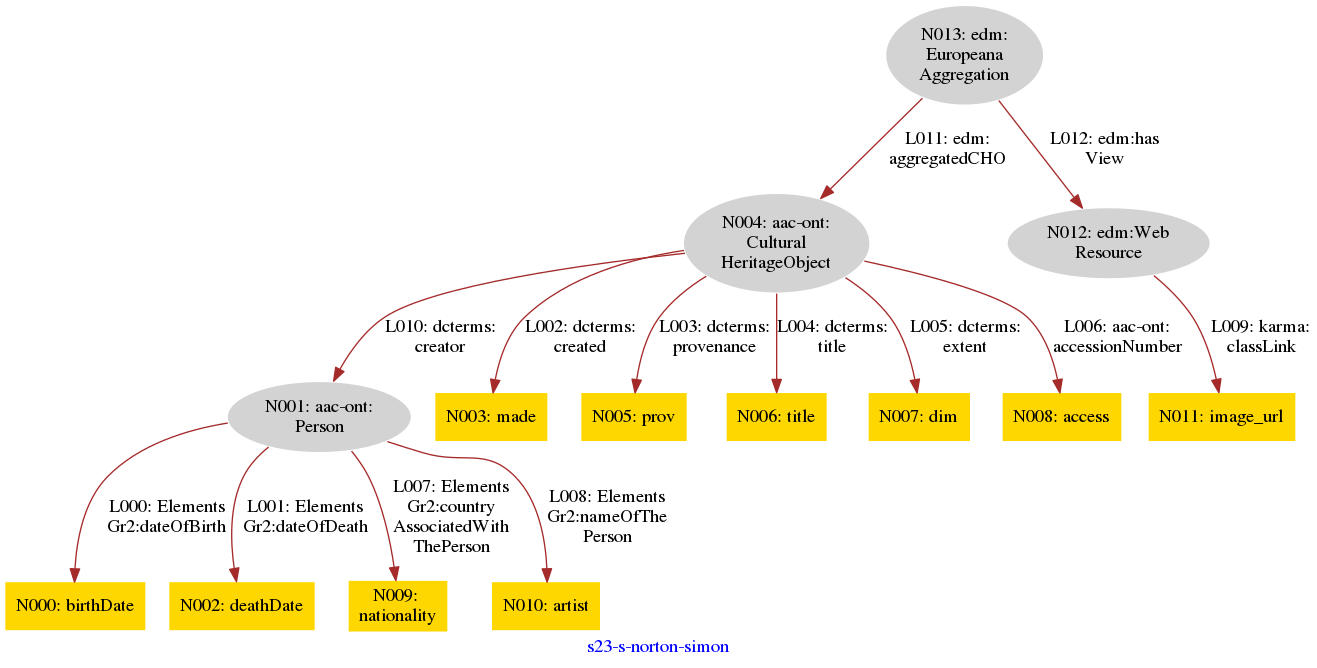 N013: edm:
Europeana
Aggregation
L011: edm:
aggregatedCHO
L012: edm:has
View
N004: aac-ont:
Cultural
HeritageObject
N012: edm:Web
Resource
L010: dcterms:
creator
L002: dcterms:
created
L003: dcterms:
provenance
L004: dcterms:
title
L005: dcterms:
extent
L006: aac-ont:
accessionNumber
L009: karma:
classLink
N001: aac-ont:
Person
N003: made
N005: prov
N006: title
N007: dim
N008: access
N011: image_url
L000: Elements
Gr2:dateOfBirth
L001: Elements
Gr2:dateOfDeath
L007: Elements
Gr2:country
AssociatedWith
ThePerson
L008: Elements
Gr2:nameOfThe
Person
N000: birthDate
N002: deathDate
N009:
nationality
N010: artist
s23-s-norton-simon